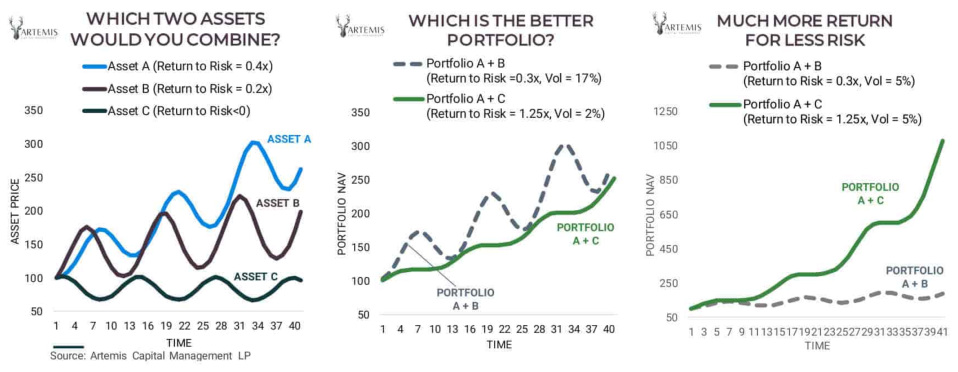 ARTEMIS
WHICH TWO ASSETS
WOULD YOU COMBINE?
Asset A (Return to Risk = 0.4x)
Asset B (Return to Risk = 0.2x)
Asset C (Return to Risk<0)
350
300
250
200
150
100
50
ASSET PRICE
ASSET A
ASSET B
ASSET C
1 4 7 10 13 16 19 22 25 28 31 34 37 40
TIME
Source: Artemis Capital Management LP
ARTEMIS
WHICH IS THE BETTER
PORTFOLIO?
Portfolio A + B
(Return to Risk =0.3x, Vol = 17%)
Portfolio A + C
(Return to Risk = 1.25x, Vol = 2%)
350
300
250
200
150
100
50
PORTFOLIO NAV
PORTFOLIO
A + C
PORTFOLIO
A + B
1 4 7 10 13 16 19 22 25 28 31 34 37 40
TIME
ARTEMIS
MUCH MORE RETURN
FOR LESS RISK
Portfolio A + B
(Return to Risk = 0.3x, Vol = 5%)
Portfolio A + C
(Return to Risk = 1.25x, Vol = 5%)
1250
1050
850
650
450
250
50
PORTFOLIO NAV
PORTFOLIO
A + C
PORTFOLIO
A + B
1 3 5 7 9 11 13 15 17 19 21 23 25 27 29 31 33 35 37 39 41
TIME